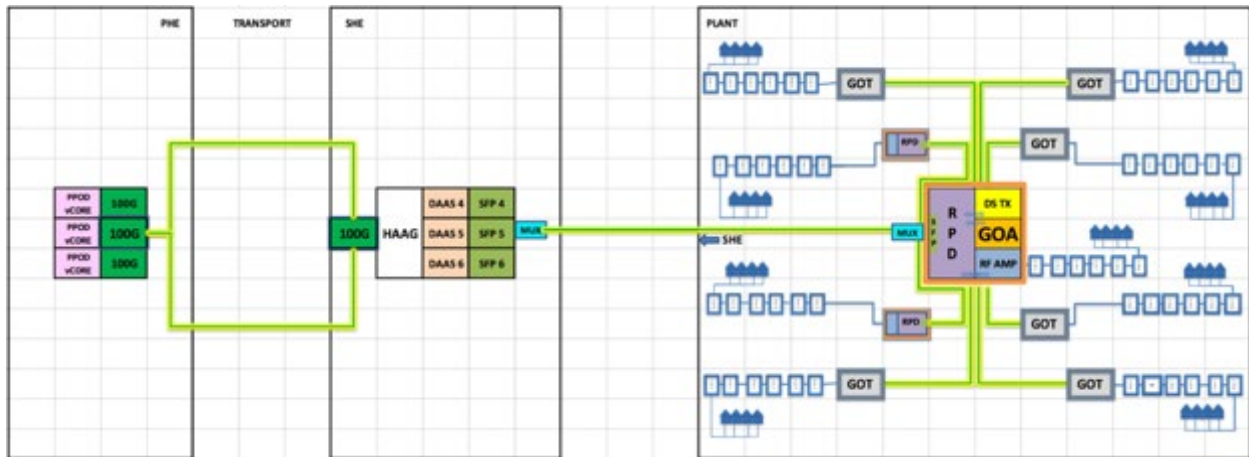 PHE
TRANSPORT
SHE
PLANT
GOT
GOT
RPD
GOT
PPOD
vCORE
100G
DAAS 4
SFP 4
RPD
DS TX
PPOD
vCORE
100G
100G
HAAG
DAAS 5
SFP 5
MUX
SHE
MUX
SFP
GOA
PPOD
vCORE
100G
DAAS 6
SFP 6
RF AMP
RPD
GOT
GOT
GOT